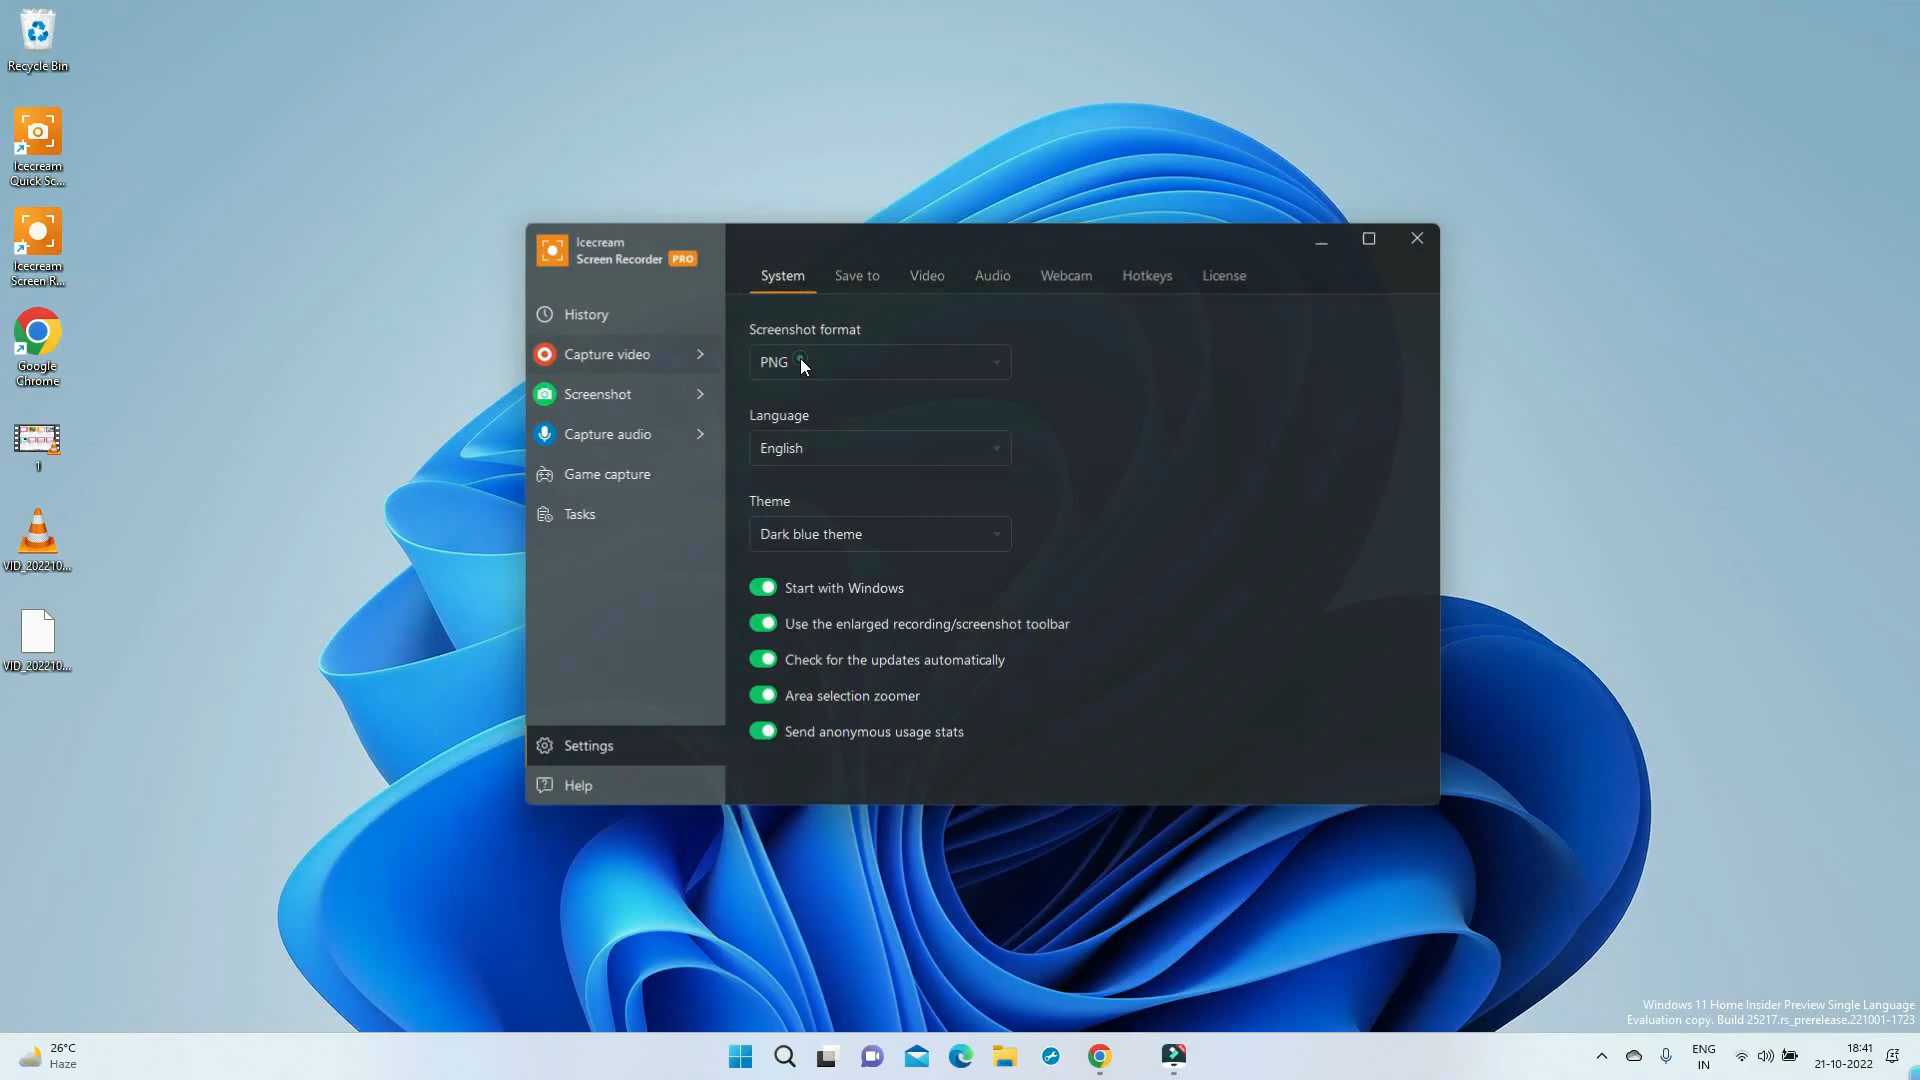 Recycle Bin
Icecream
Quick Sc...
Icecream
Screen R...
Google
Chrome
1
VID_202210...
VID_202210...
Icecream
Screen Recorder PRO
History
Capture video
Screenshot
Capture audio
Game capture
Tasks
Settings
Help
System Save to Video Audio Webcam Hotkeys License
Screenshot format
PNG
Language
English
Theme
Dark blue theme
Start with Windows
Use the enlarged recording/screenshot toolbar
Check for the updates automatically
Area selection zoomer
Send anonymous usage stats
Windows 11 Home Insider Preview Single Language
Evaluation copy. Build 25217.rs_prerelease.221001-1723
26°C
Haze
ENG
IN
18:41
21-10-2022